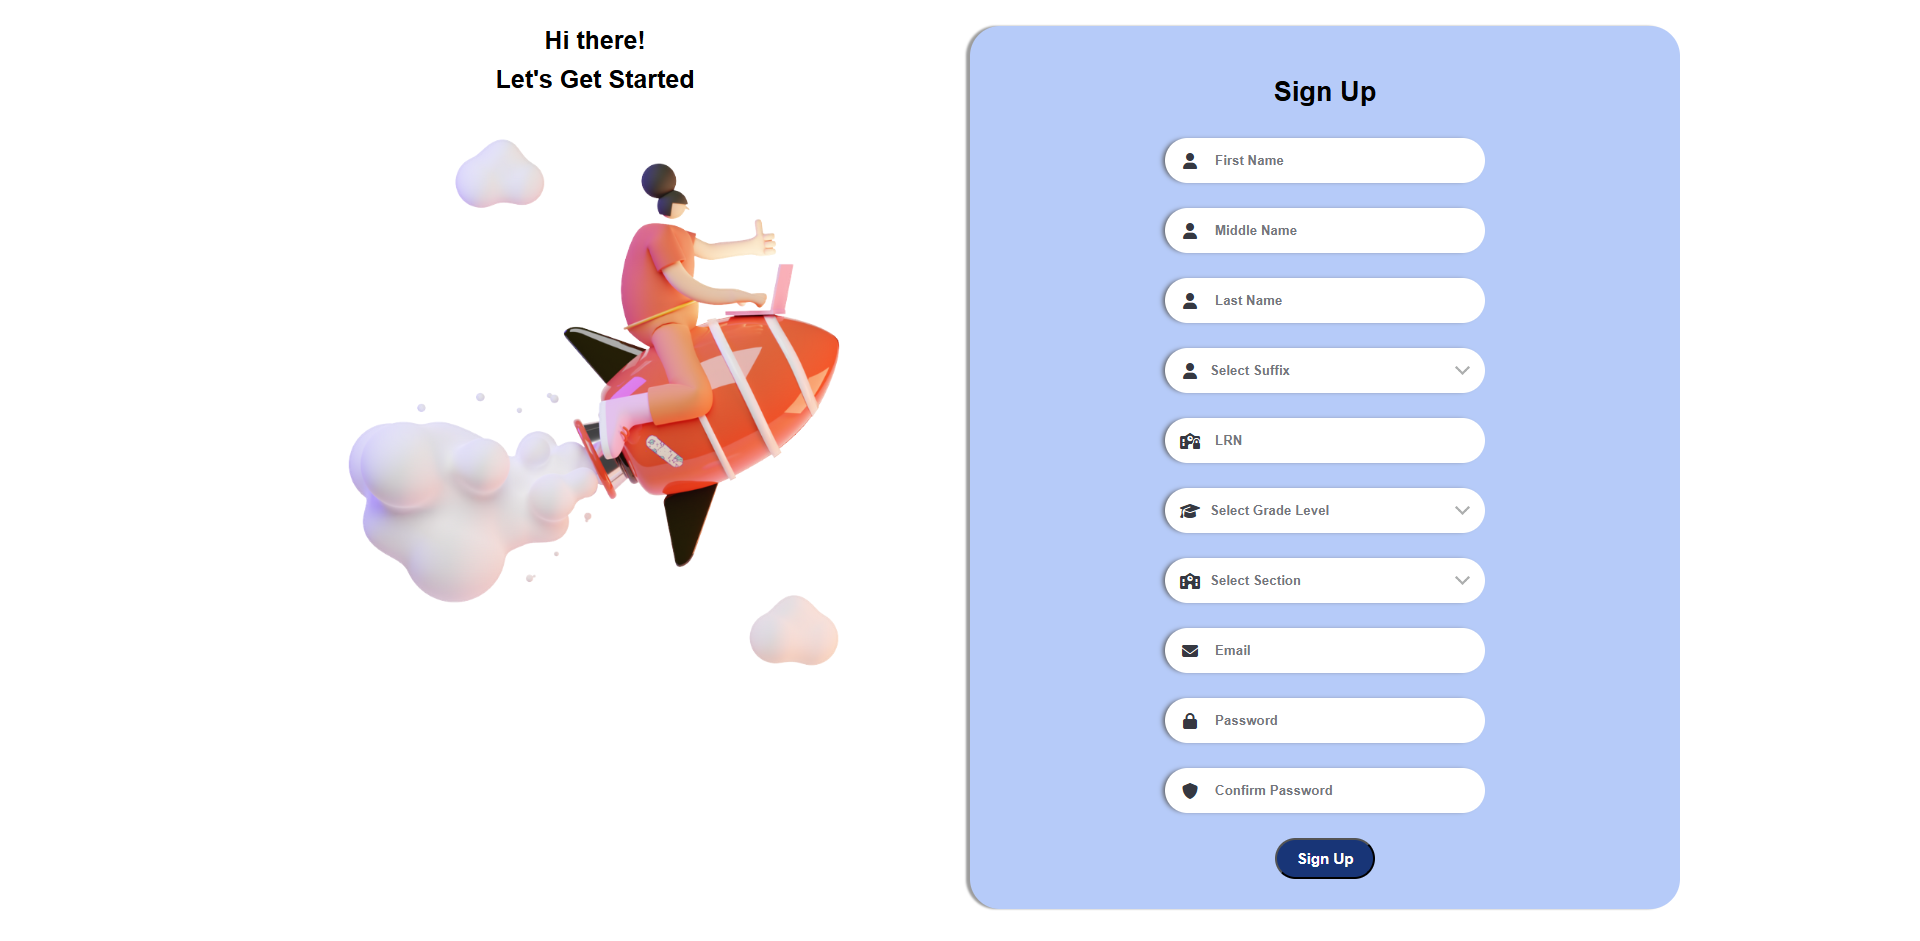 Hi there!
Let's Get Started
Sign Up
First Name
Middle Name
Last Name
Select Suffix
LRN
Select Grade Level
Select Section
Email
Password
Confirm Password
Sign Up